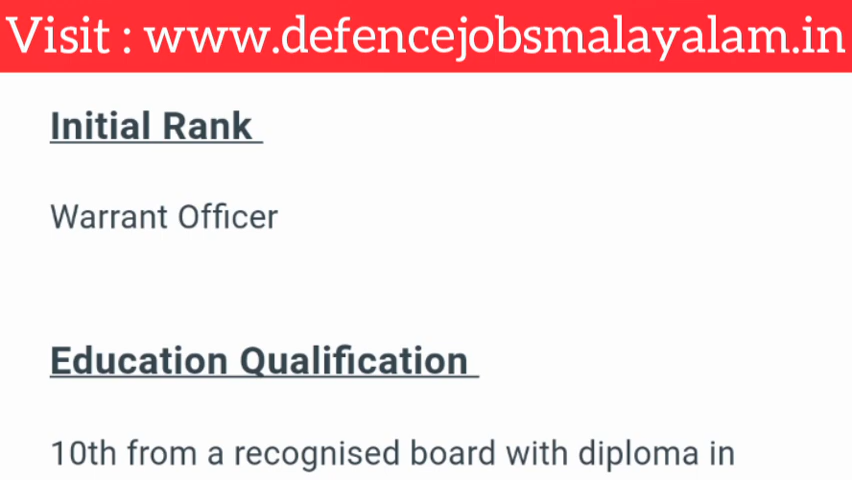 Visit : www.defencejobsmalayalam.in
Initial Rank
Warrant Officer
Education Qualification
10th from a recognised board with diploma in